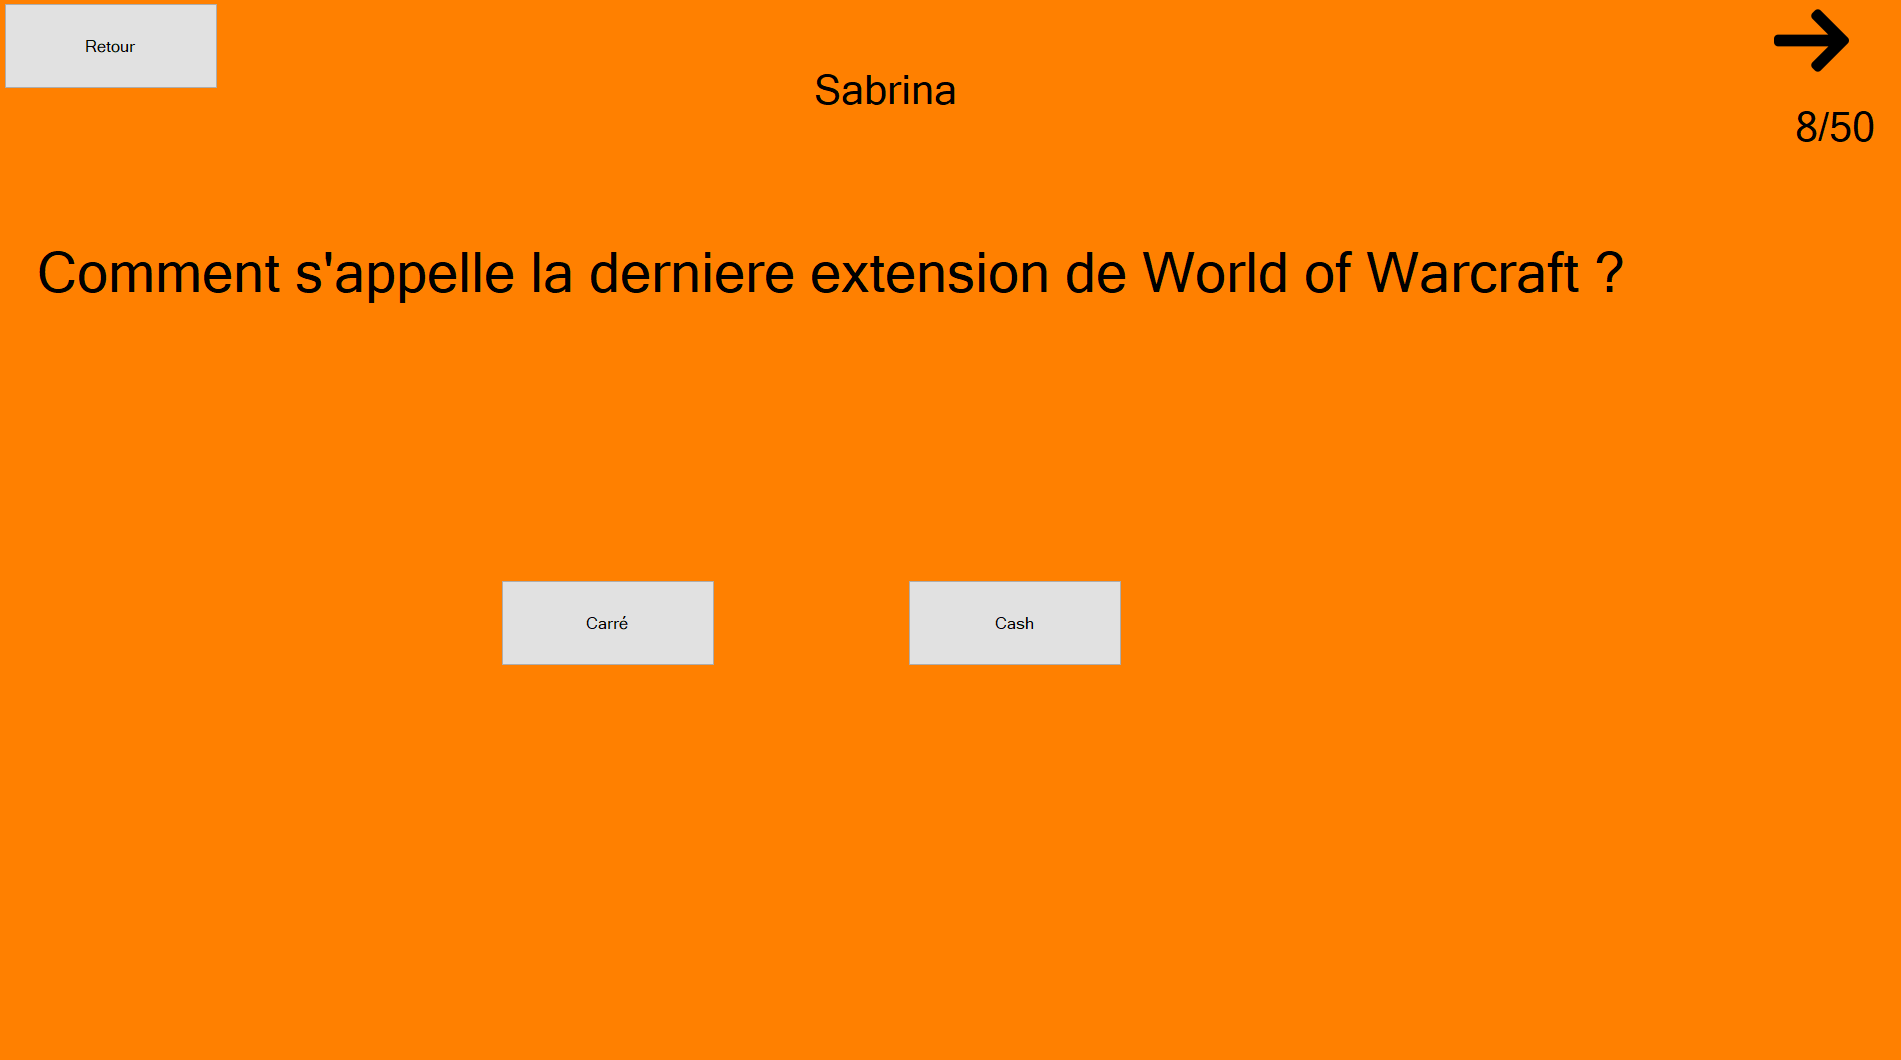 Retour
Sabrina
8/50
Comment s'appelle la derniere extension de World of Warcraft ?
Carré
Cash